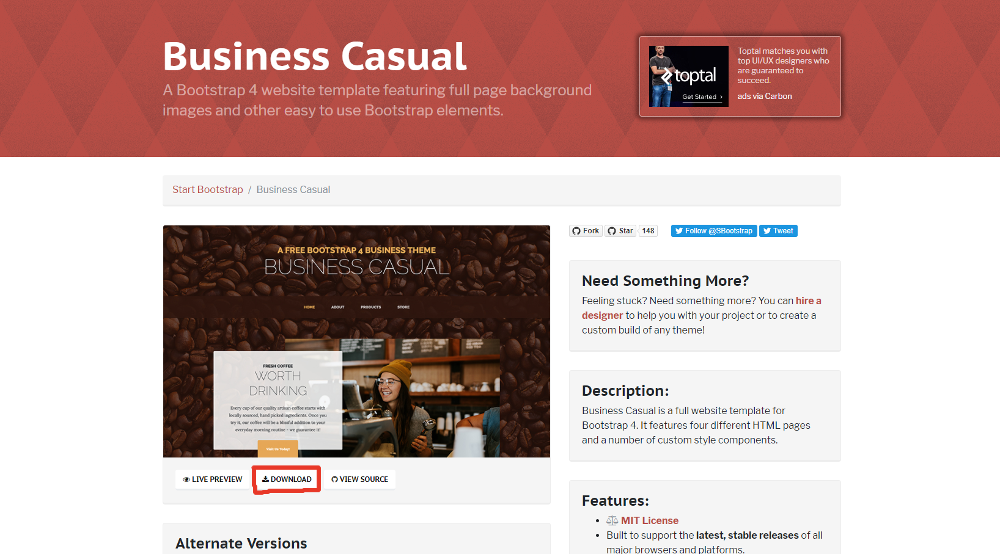 Business Casual
A Bootstrap 4 website template featuring full page background
images and other easy to use Bootstrap elements.
toptal
Get Started ›
Toptal matches you with
top UI/UX designers who
are guaranteed to
succeed.
ads via Carbon
Start Bootstrap / Business Casual
A FREE BOOTSTRAP 4 BUSINESS THEME
BUSINESS CASUAL
HOME ABOUT PRODUCTS STORE
FRESH COFFEE
WORTH
DRINKING
Every cup of our quality artisan coffee starts with
locally sourced, hand picked ingredients. Once you
try it, our coffee will be a blissful addition to your
everyday morning routine - we guarantee it!
Visit Us Today!
LIVE PREVIEW DOWNLOAD VIEW SOURCE
Alternate Versions
Fork Star 148 Follow @SBootstrap Tweet
Need Something More?
Feeling stuck? Need something more? You can hire a
designer to help you with your project or to create a
custom build of any theme!
Description:
Business Casual is a full website template for
Bootstrap 4. It features four different HTML pages
and a number of custom style components.
Features:
• MIT License
• Built to support the latest, stable releases of all
major browsers and platforms.